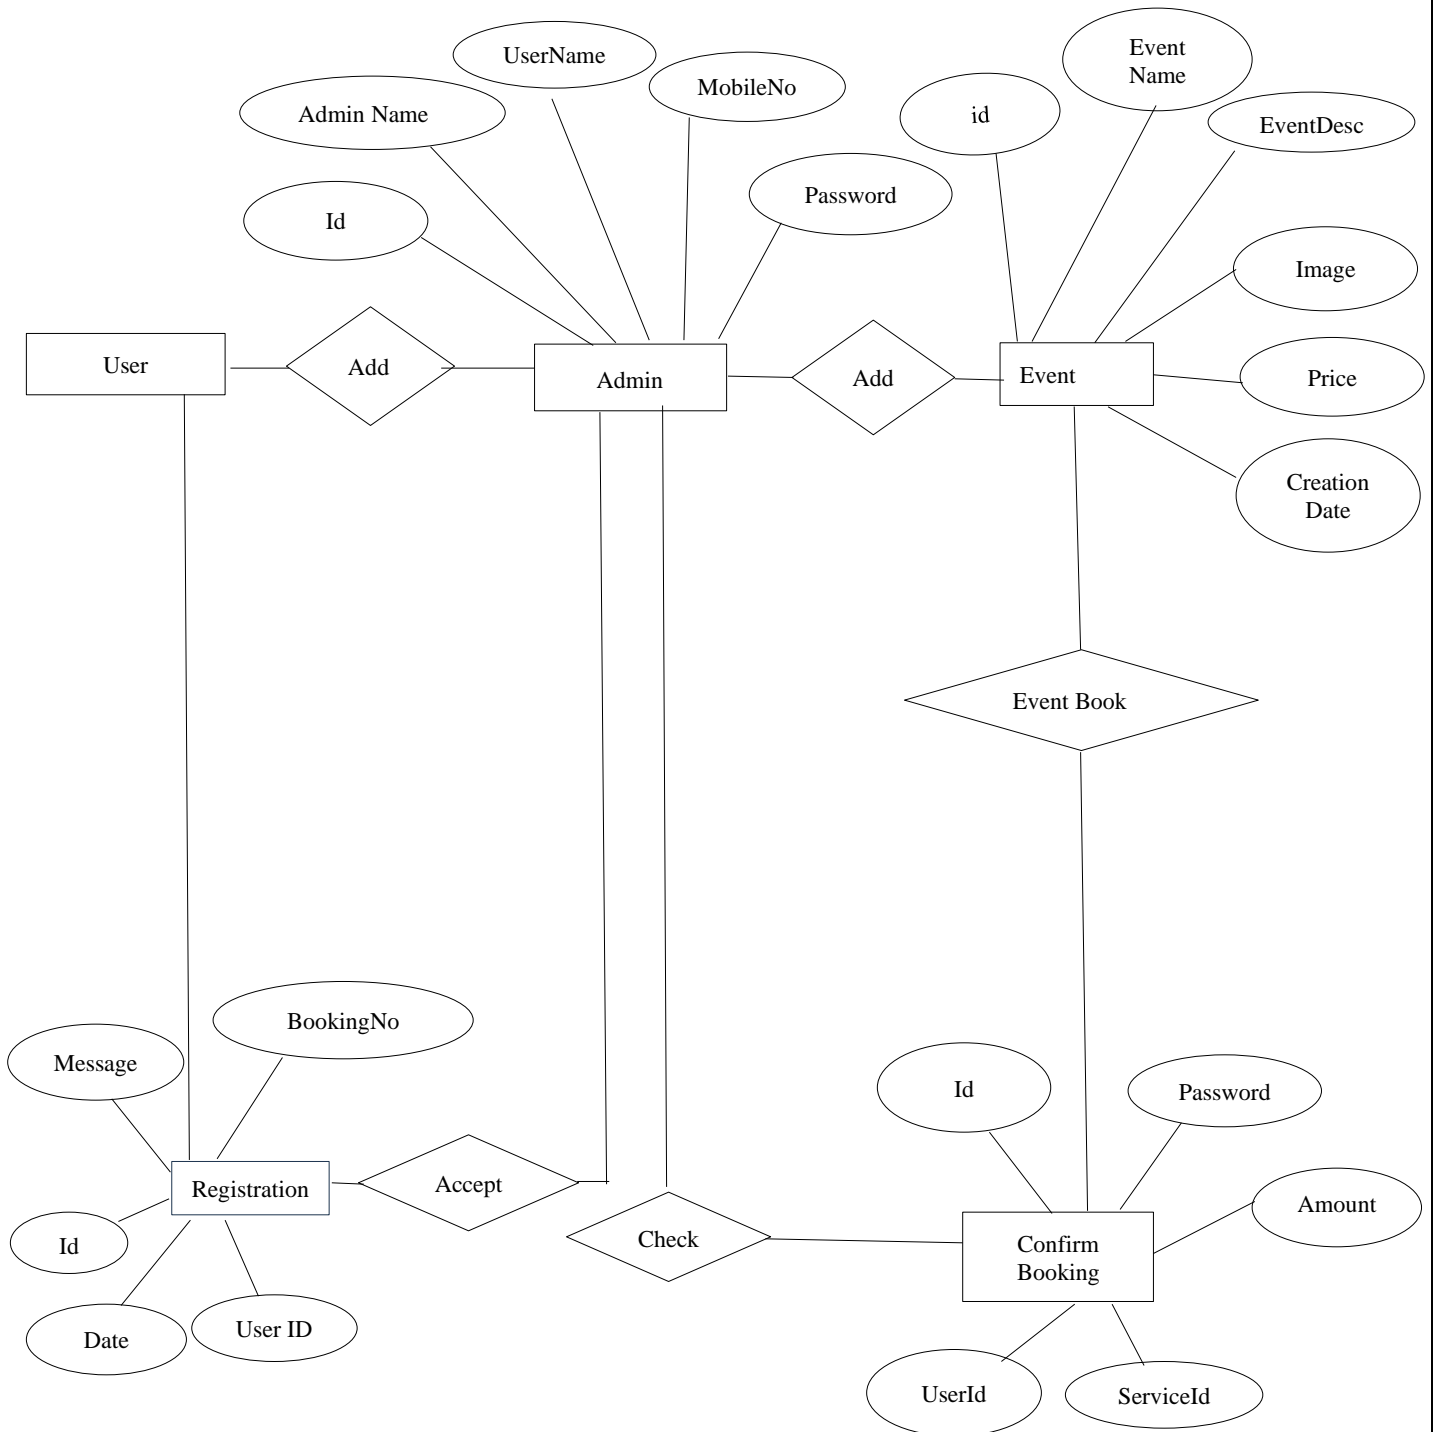 UserName
Event
Name
MobileNo
Admin Name
id
EventDesc
Password
Id
Image
User
Add
Admin
Add
Event
Price
Creation
Date
Event Book
BookingNo
Message
Id
Password
Registration
Accept
Amount
Id
Check
Confirm
Booking
Date
User ID
UserId
ServiceId